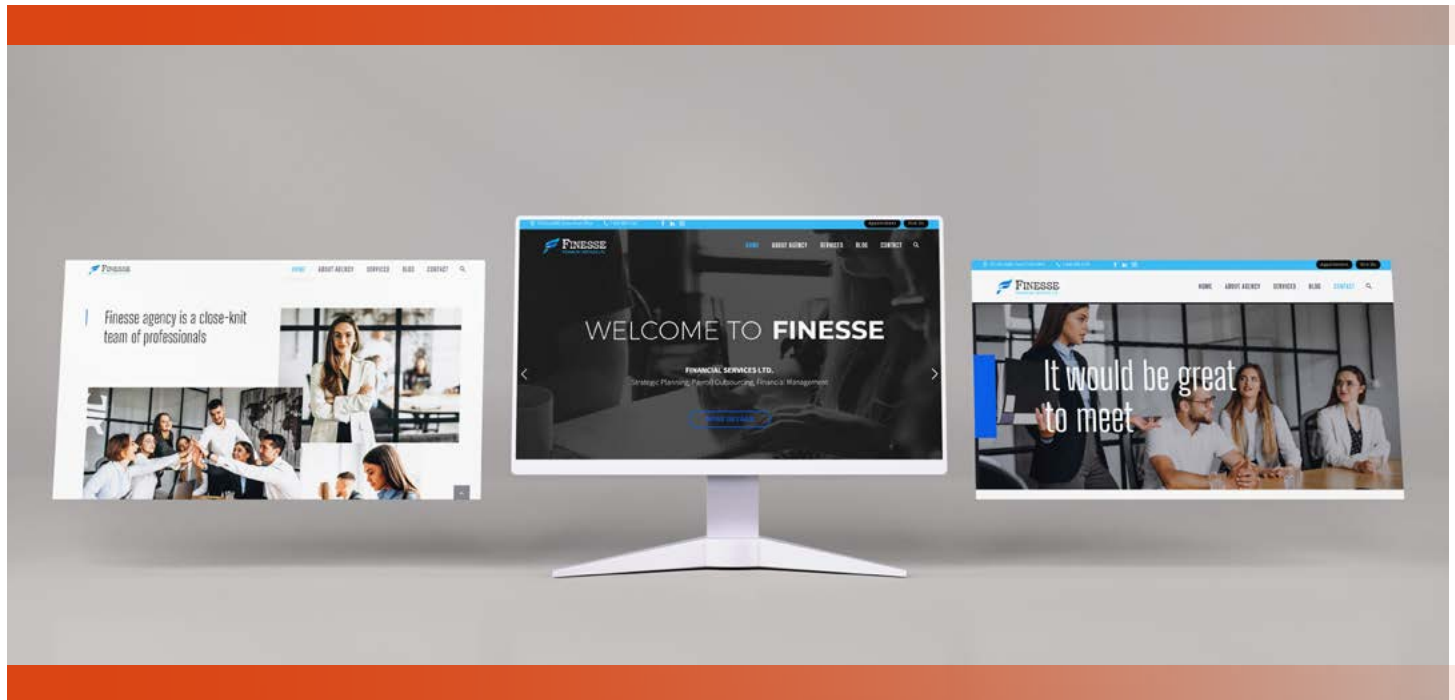 FINESSE
HOME ABOUT AGENCY SERVICES BLOG CONTACT
Finesse agency is a close-knit
team of professionals
Appointment
FINESSE
HOME ABOUT AGENCY SERVICES BLOG CONTACT
WELCOME TO FINESSE
FINANCIAL SERVICES LTD.
Strategic Planning, Payroll Outsourcing, Financial Management
Appointment
FINESSE
HOME ABOUT AGENCY SERVICES BLOG CONTACT
It would be great
to meet